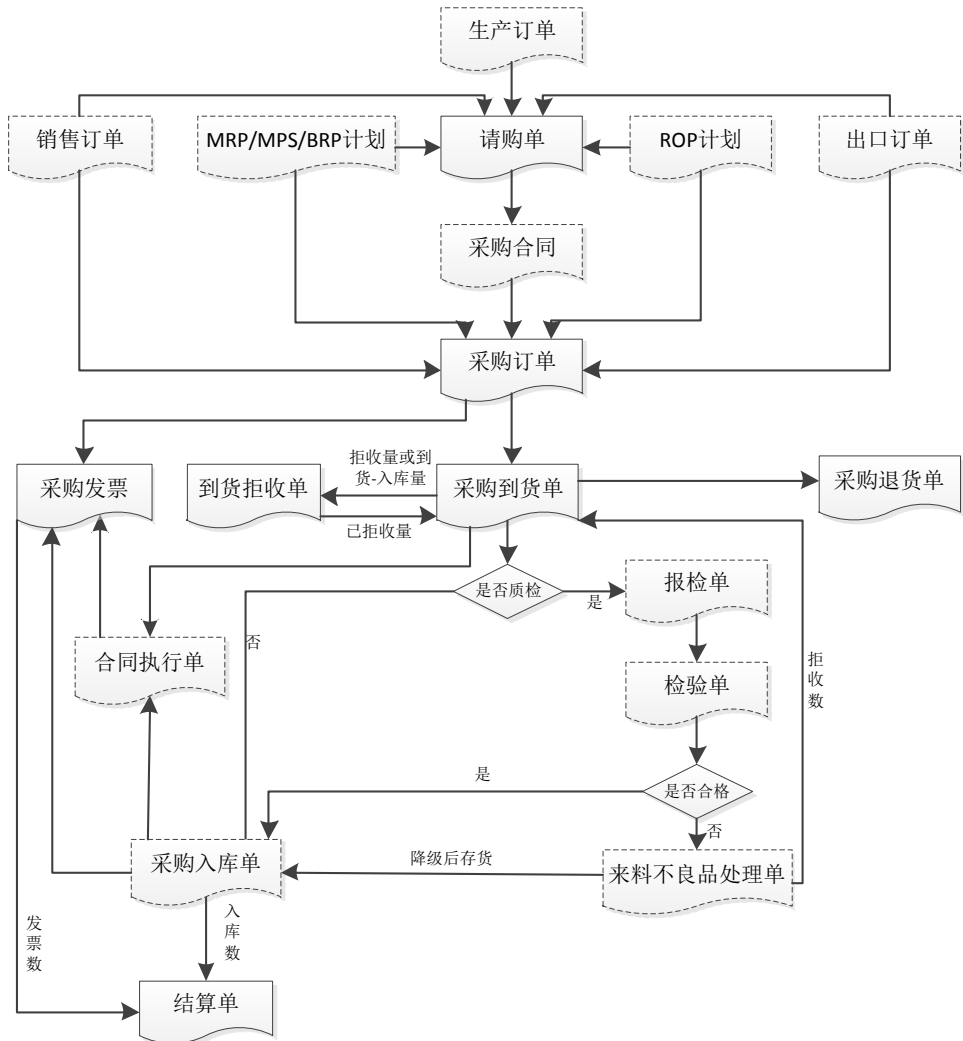 生产订单
销售订单
MRP/MPS/BRP计划
请购单
ROP计划
出口订单
采购合同
采购订单
采购发票
到货拒收单
拒收量或到
货-入库量
已拒收量
采购到货单
采购退货单
是否质检
是
报检单
否
合同执行单
检验单
拒收数
是
是否合格
否
采购入库单
降级后存货
来料不良品处理单
发票数
入库数
结算单